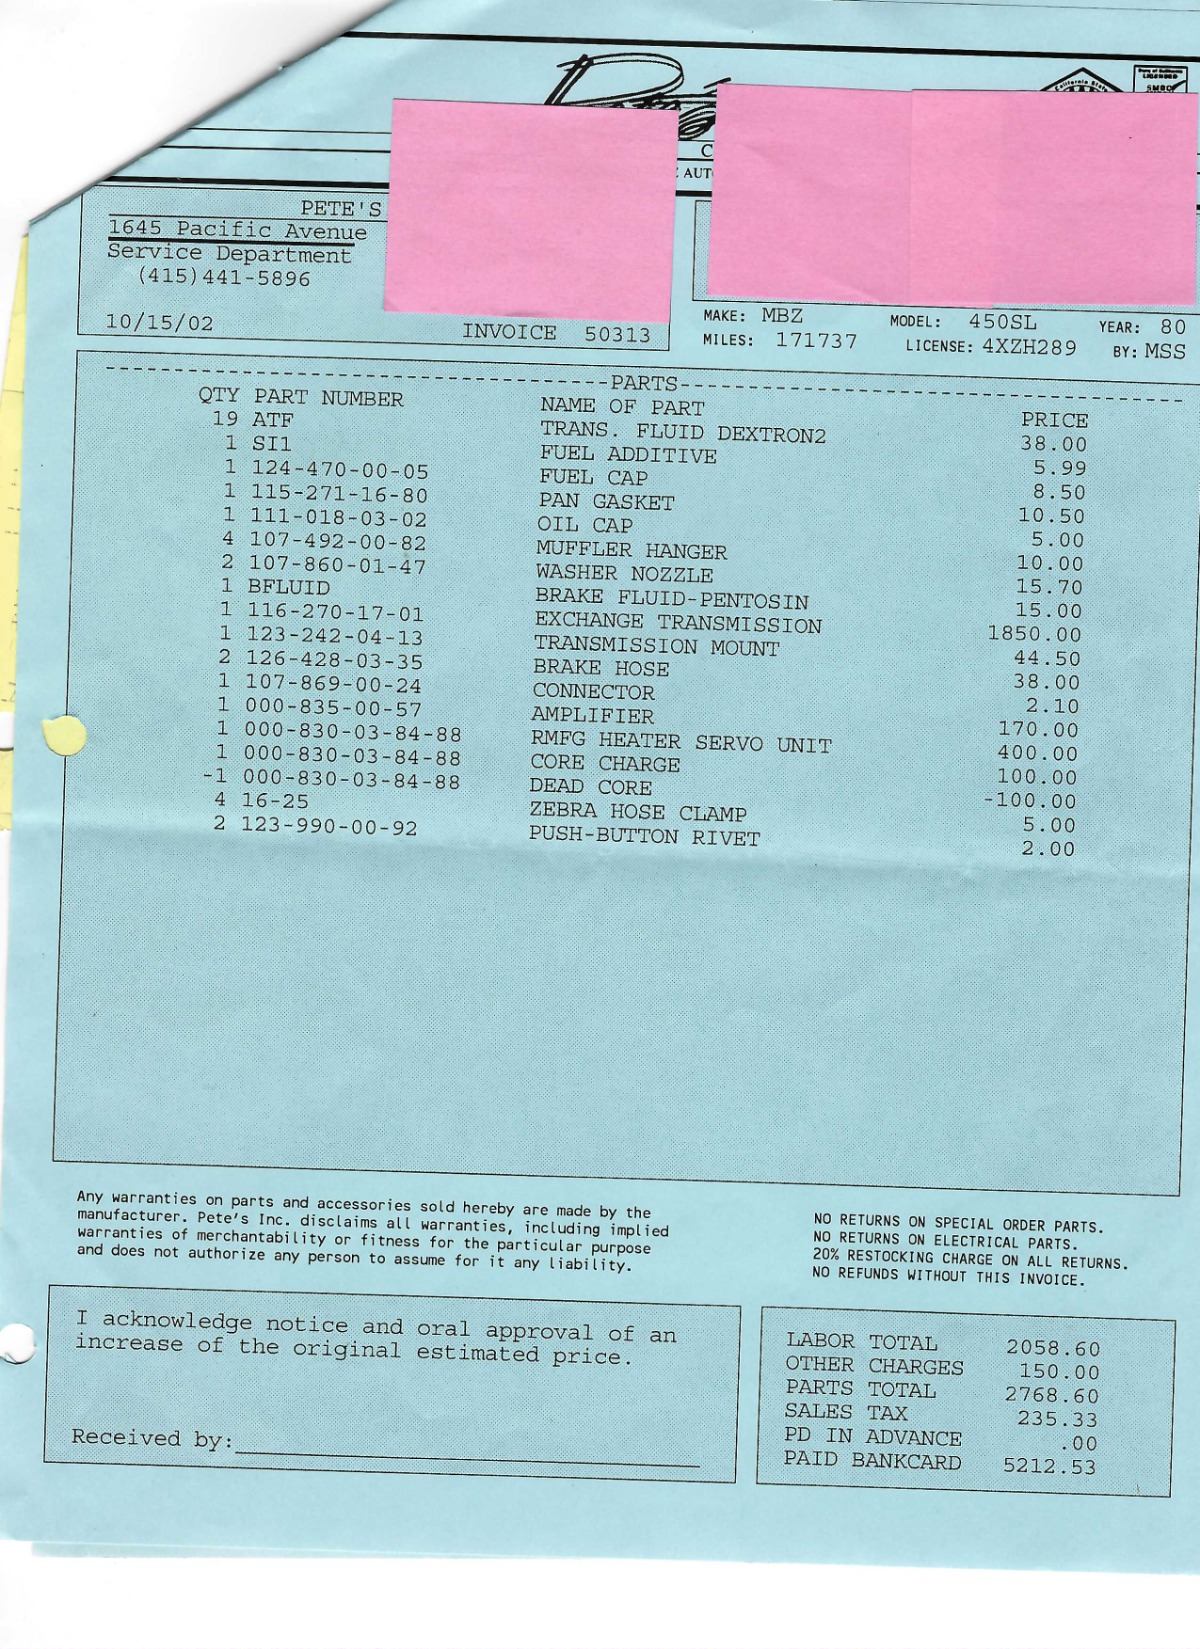 California State
State of California
LICENSED
SMOG
C
E AUT
PETE'S
1645 Pacific Avenue
Service Department
(415)441-5896
10/15/02 INVOICE 50313
MAKE: MBZ MODEL: 450SL YEAR: 80
MILES: 171737 LICENSE: 4XZH289 BY: MSS
PARTS
QTY PART NUMBER NAME OF PART PRICE
19 ATF TRANS. FLUID DEXTRON2 38.00
1 SI1 FUEL ADDITIVE 5.99
1 124-470-00-05 FUEL CAP 8.50
1 115-271-16-80 PAN GASKET 10.50
1 111-018-03-02 OIL CAP 5.00
4 107-492-00-82 MUFFLER HANGER 10.00
2 107-860-01-47 WASHER NOZZLE 15.70
1 BFLUID BRAKE FLUID-PENTOSIN 15.00
1 116-270-17-01 EXCHANGE TRANSMISSION 1850.00
1 123-242-04-13 TRANSMISSION MOUNT 44.50
2 126-428-03-35 BRAKE HOSE 38.00
1 107-869-00-24 CONNECTOR 2.10
1 000-835-00-57 AMPLIFIER 170.00
1 000-830-03-84-88 RMFG HEATER SERVO UNIT 400.00
1 000-830-03-84-88 CORE CHARGE 100.00
-1 000-830-03-84-88 DEAD CORE -100.00
4 16-25 ZEBRA HOSE CLAMP 5.00
2 123-990-00-92 PUSH-BUTTON RIVET 2.00
Any warranties on parts and accessories sold hereby are made by the
manufacturer. Pete's Inc. disclaims all warranties, including implied
warranties of merchantability or fitness for the particular purpose
and does not authorize any person to assume for it any liability.
NO RETURNS ON SPECIAL ORDER PARTS.
NO RETURNS ON ELECTRICAL PARTS.
20% RESTOCKING CHARGE ON ALL RETURNS.
NO REFUNDS WITHOUT THIS INVOICE.
I acknowledge notice and oral approval of an
increase of the original estimated price.
Received by:
LABOR TOTAL 2058.60
OTHER CHARGES 150.00
PARTS TOTAL 2768.60
SALES TAX 235.33
PD IN ADVANCE .00
PAID BANKCARD 5212.53